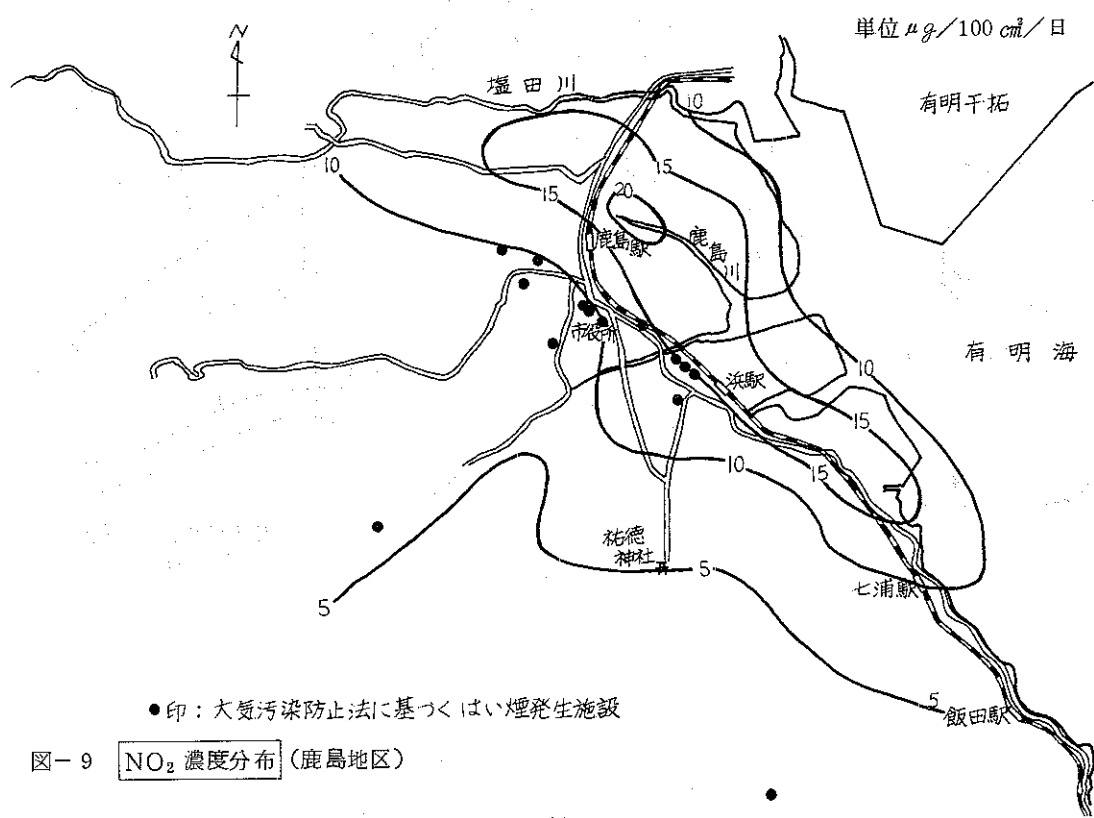 単位 μg/100 cm²/日
N
塩田川
有明干拓
10
10
15
15
20
鹿島駅
鹿島川
市役所
有明海
浜駅
10
15
10
15
祐徳
神社
5
5
七浦駅
5
飯田駅
●印：大気汚染防止法に基づくばい煙発生施設
図－9 NO₂ 濃度分布 (鹿島地区)